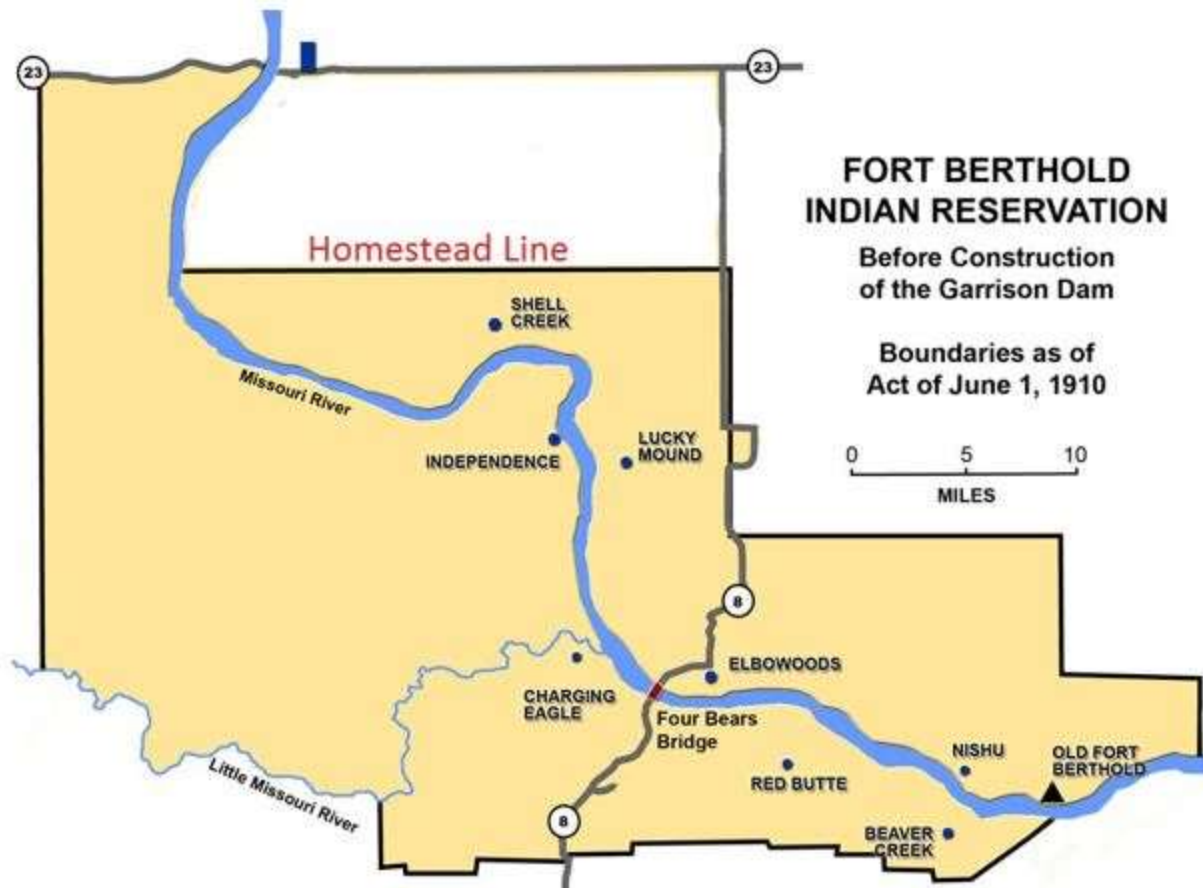 23
23
FORT BERTHOLD
INDIAN RESERVATION
Before Construction
of the Garrison Dam
Boundaries as of
Act of June 1, 1910
0 5 10
MILES
Homestead Line
SHELL
CREEK
Missouri River
INDEPENDENCE
LUCKY
MOUND
8
ELBOWOODS
CHARGING
EAGLE
Four Bears
Bridge
NISHU
OLD FORT
BERTHOLD
RED BUTTE
Little Missouri River
8
BEAVER
CREEK